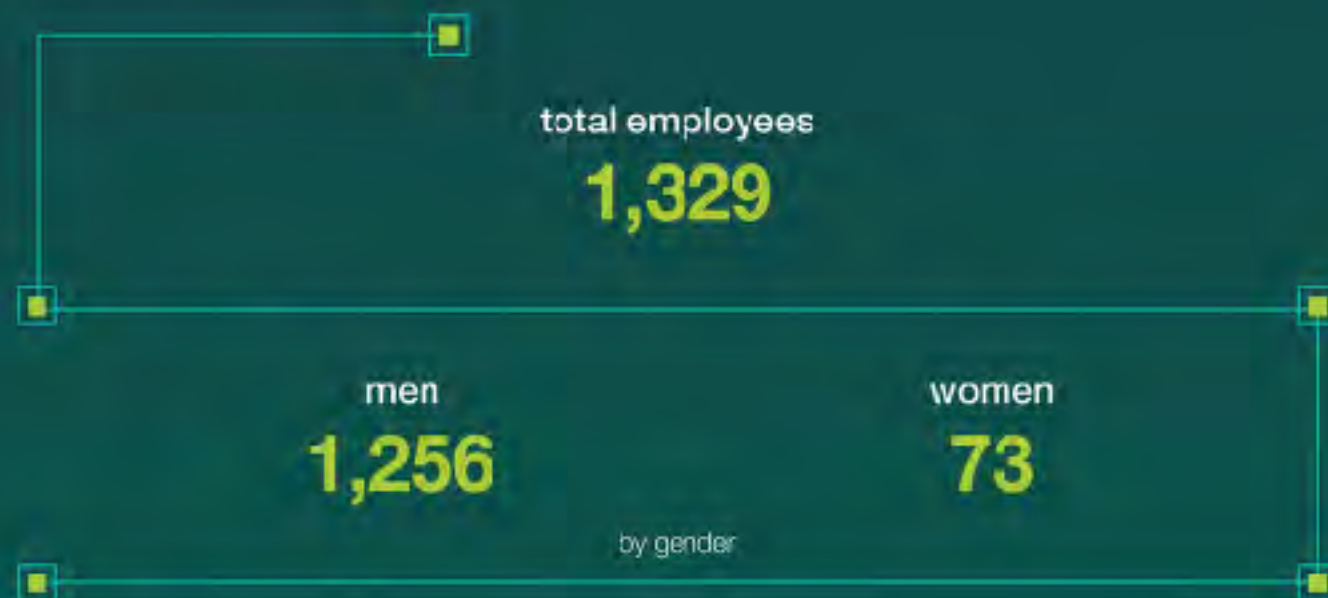 total employees
1,329
men women
1,256 73
by gender